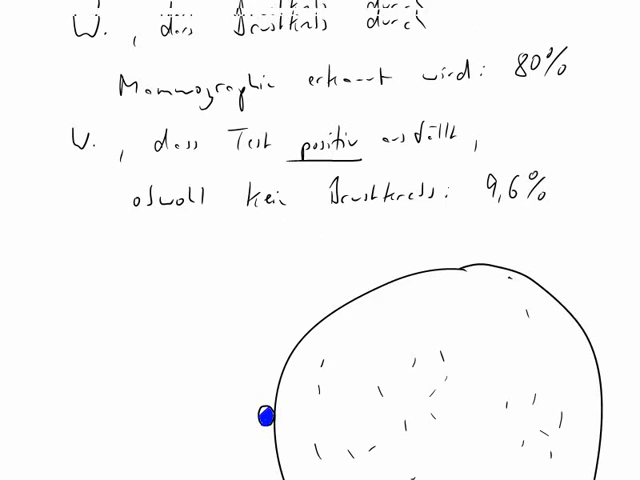 W., dass Brustkrebs durch
Mammographie erkannt wird: 80%
W., dass Test positiv ausfällt,
obwohl kein Brustkrebs: 9,6%